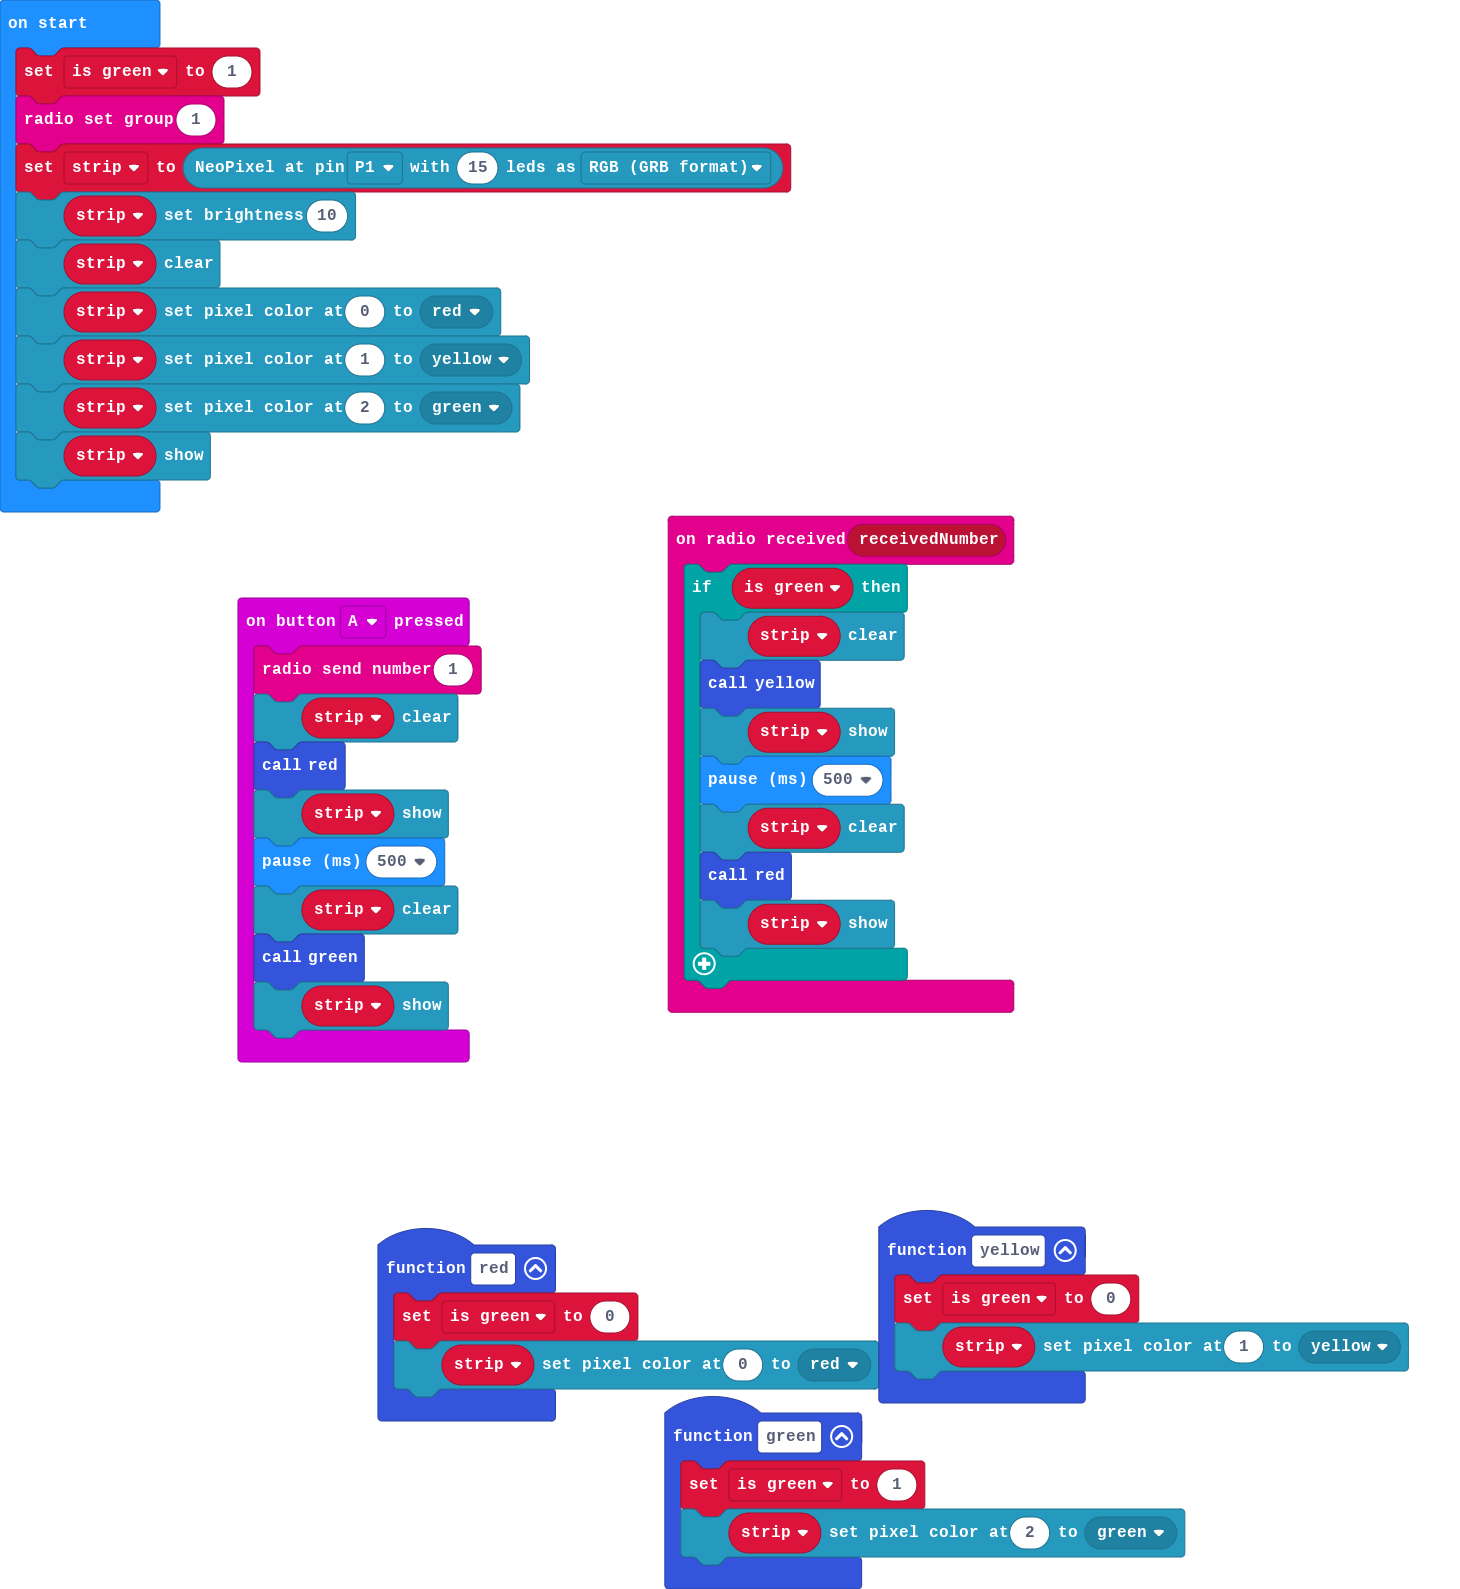 on start
set is green to 1
radio set group 1
set strip to NeoPixel at pin P1 with 15 leds as RGB (GRB format)
strip set brightness 10
strip clear
strip set pixel color at 0 to red
strip set pixel color at 1 to yellow
strip set pixel color at 2 to green
strip show
on button A pressed
radio send number 1
strip clear
call red
strip show
pause (ms) 500
strip clear
call green
strip show
on radio received receivedNumber
if is green then
strip clear
call yellow
strip show
pause (ms) 500
strip clear
call red
strip show
function red
set is green to 0
strip set pixel color at 0 to red
function yellow
set is green to 0
strip set pixel color at 1 to yellow
function green
set is green to 1
strip set pixel color at 2 to green